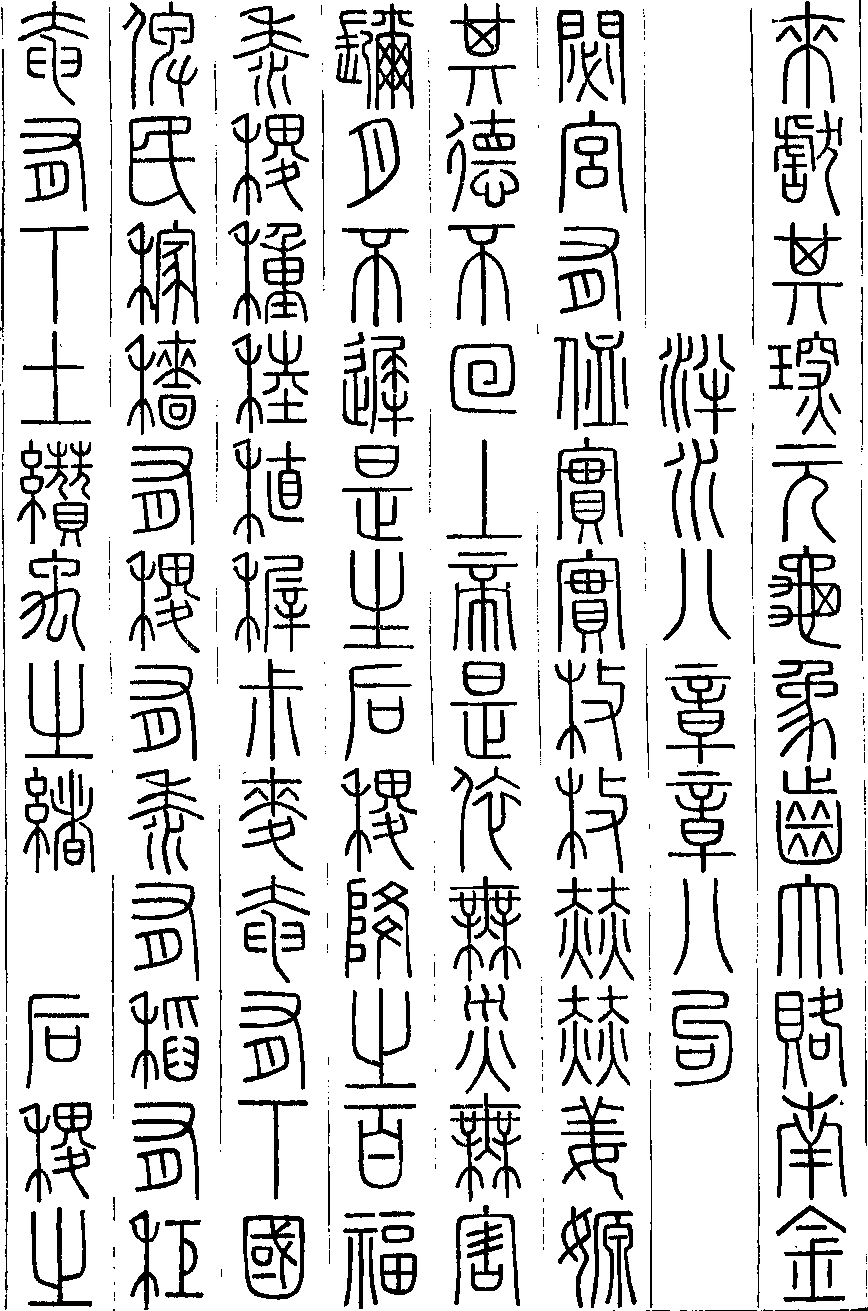 來獻其琛元龜象齒大賂南金
泮水八章章八句
閟宮有侐實實枚枚赫赫姜嫄
其德不回上帝是依無災無害
彌月不遲是生后稷降之百福
黍稷種稑稙稺尗麥奄有下國
俾民稼穡有稷有黍有稻有秬
奄有下土纘禹之緒　后稷之